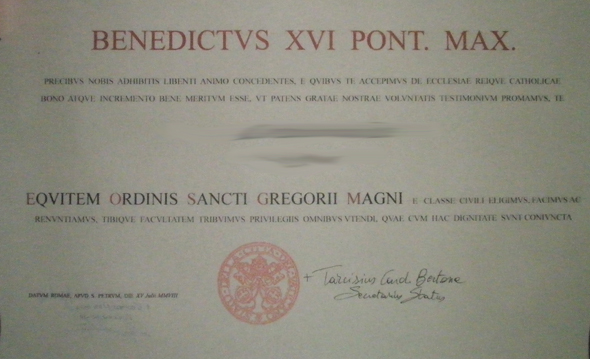 BENEDICTVS XVI PONT. MAX.
PRECIBVS NOBIS ADHIBITIS LIBENTI ANIMO CONCEDENTES, E QVIBVS TE ACCEPIMVS DE ECCLESIAE REIQVE CATHOLICAE
BONO ATQVE INCREMENTO BENE MERITVM ESSE, VT PATENS GRATAE NOSTRAE VOLVNTATIS TESTIMONIVM PROMAMVS, TE
EQVITEM ORDINIS SANCTI GREGORII MAGNI E CLASSE CIVILI ELIGIMVS, FACIMVS AC
RENVNTIAMVS, TIBIQVE FACVLTATEM TRIBVIMVS PRIVILEGIIS OMNIBVS VTENDI, QVAE CVM HAC DIGNITATE SVNT CONIVNCTA
+ Tarcisius Card. Bertone
Secretarius Status
DATVM ROMAE, APVD S. PETRVM, DIE XV